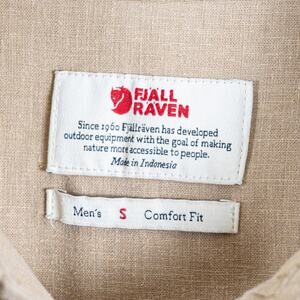 FJÄLL
RÄVEN
Since 1960 Fjällräven has developed
outdoor equipment with the goal of making
nature more accessible to people.
Made in Indonesia
Men's S Comfort Fit